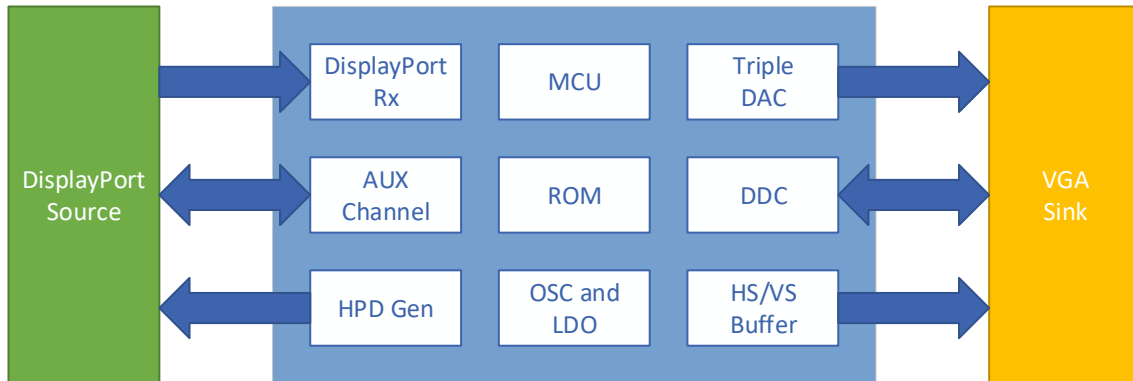 DisplayPort
Source
DisplayPort
Rx
MCU
Triple
DAC
AUX
Channel
ROM
DDC
HPD Gen
OSC and
LDO
HS/VS
Buffer
VGA
Sink